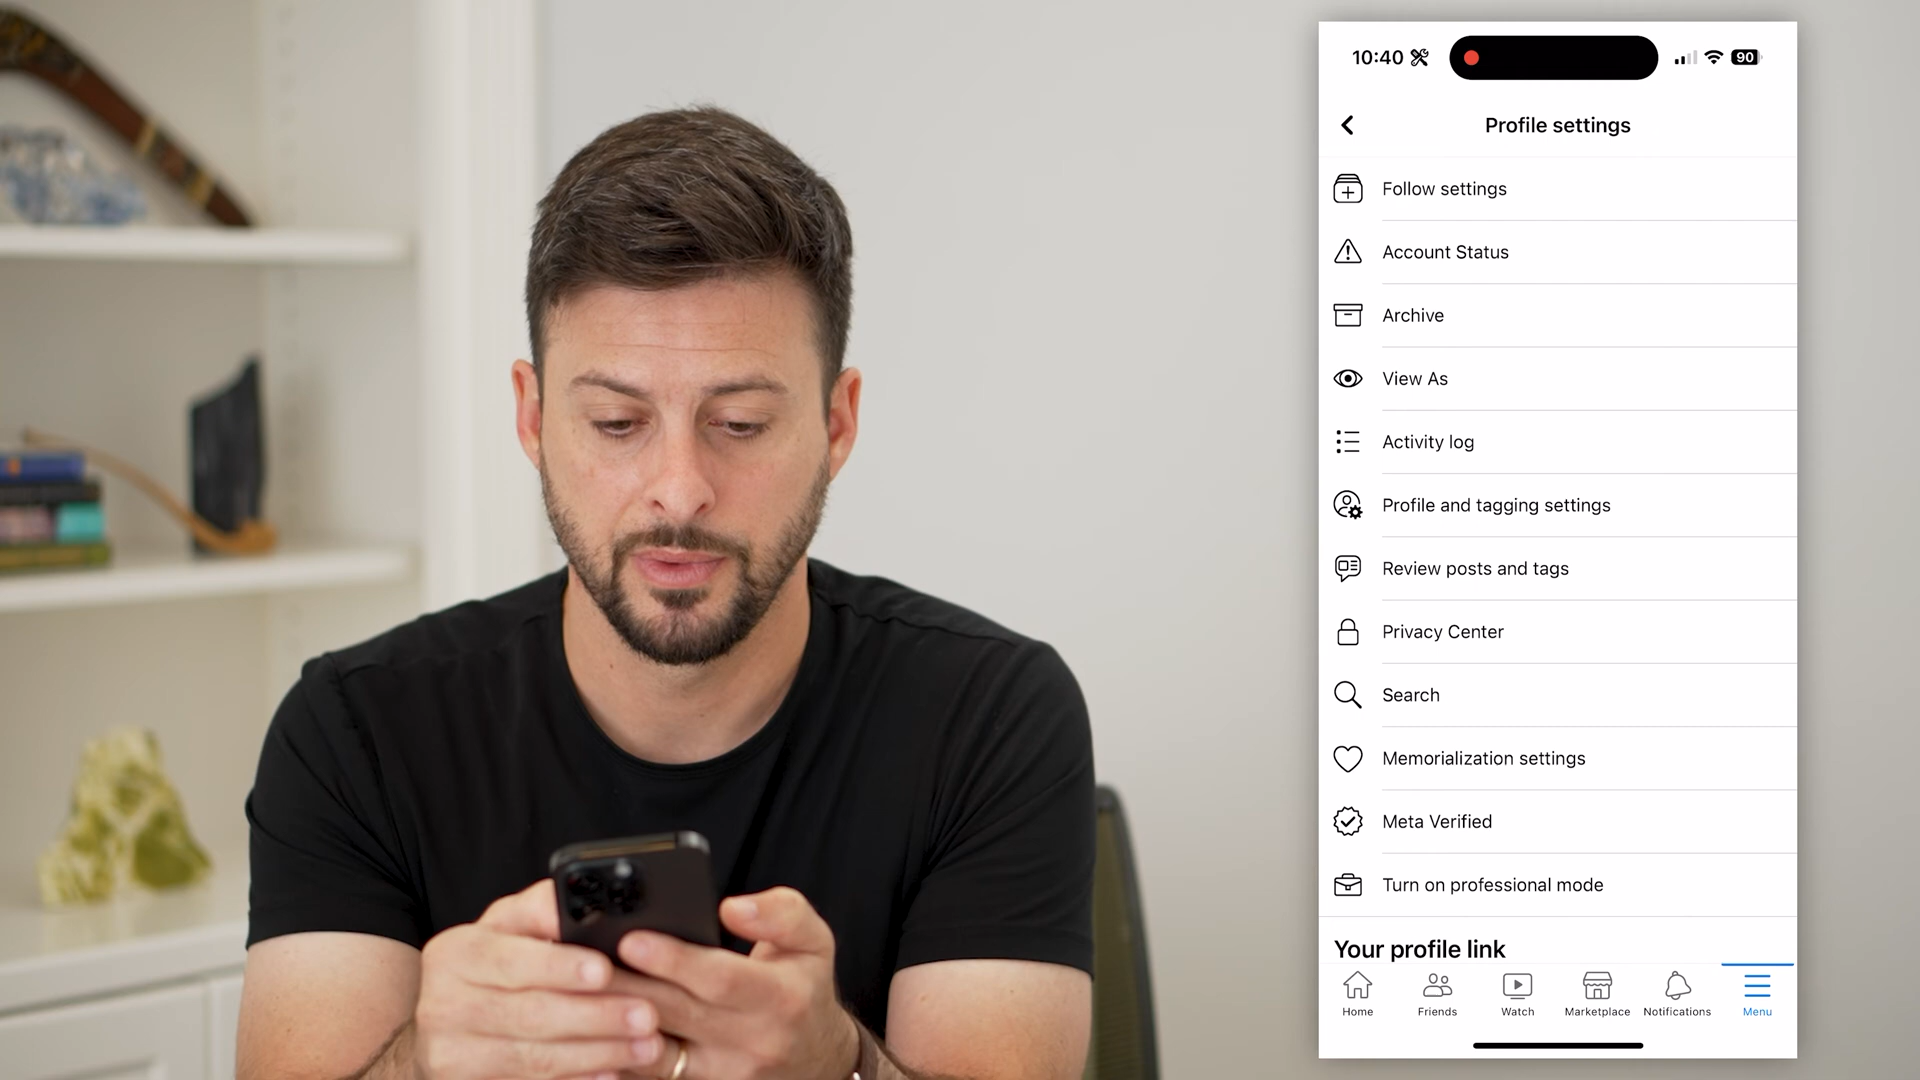 10:40
90
Profile settings
Follow settings
Account Status
Archive
View As
Activity log
Profile and tagging settings
Review posts and tags
Privacy Center
Search
Memorialization settings
Meta Verified
Turn on professional mode
Your profile link
Home Friends Watch Marketplace Notifications Menu